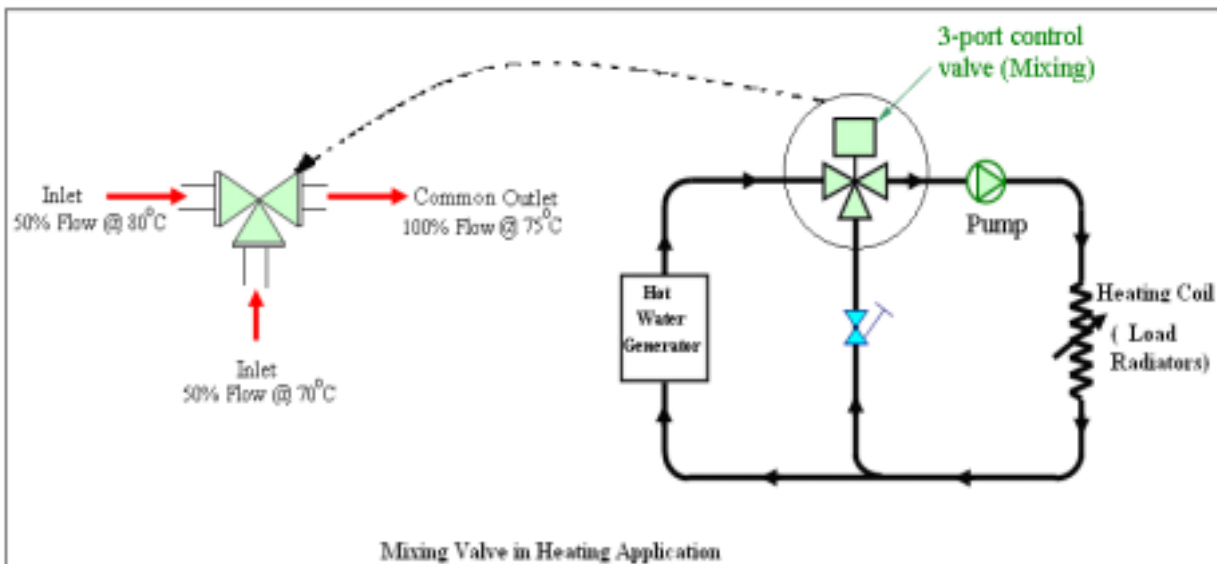 3-port control
valve (Mixing)
Inlet
50% Flow @ 80°C
Common Outlet
100% Flow @ 75°C
Inlet
50% Flow @ 70°C
Pump
Hot
Water
Generator
Heating Coil
( Load
Radiators)
Mixing Valve in Heating Application